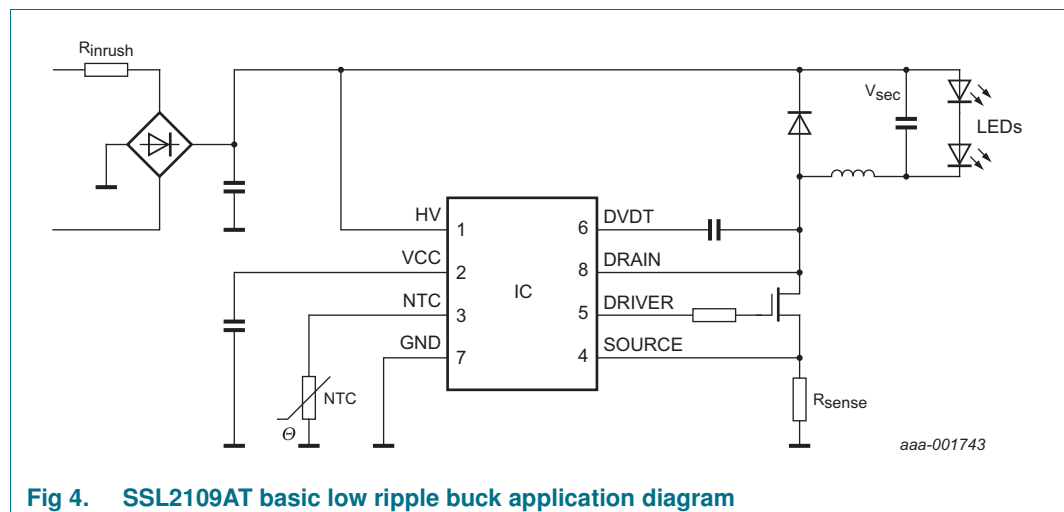 Rinrush
Vsec
LEDs
HV
1
VCC
2
NTC
3
GND
7
IC
DVDT
6
DRAIN
8
DRIVER
5
SOURCE
4
NTC
Θ
Rsense
aaa-001743
Fig 4. SSL2109AT basic low ripple buck application diagram